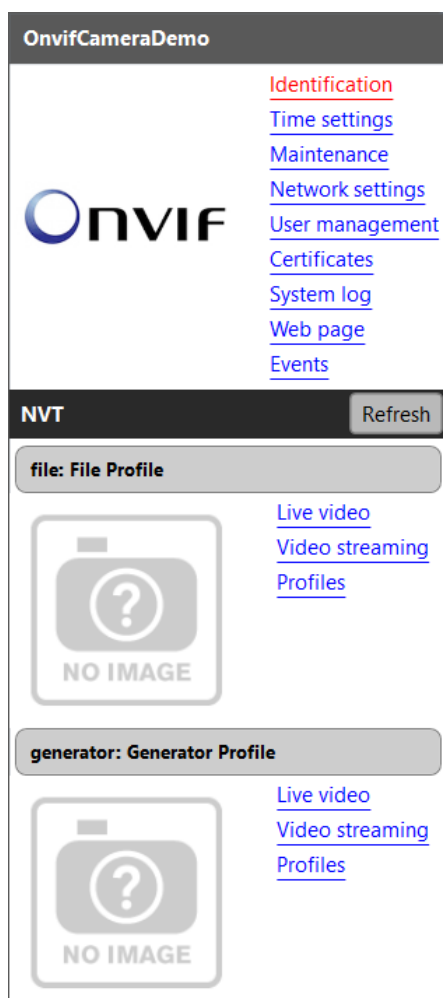 OnvifCameraDemo
ONVIF
Identification
Time settings
Maintenance
Network settings
User management
Certificates
System log
Web page
Events
NVT
Refresh
file: File Profile
NO IMAGE
Live video
Video streaming
Profiles
generator: Generator Profile
NO IMAGE
Live video
Video streaming
Profiles